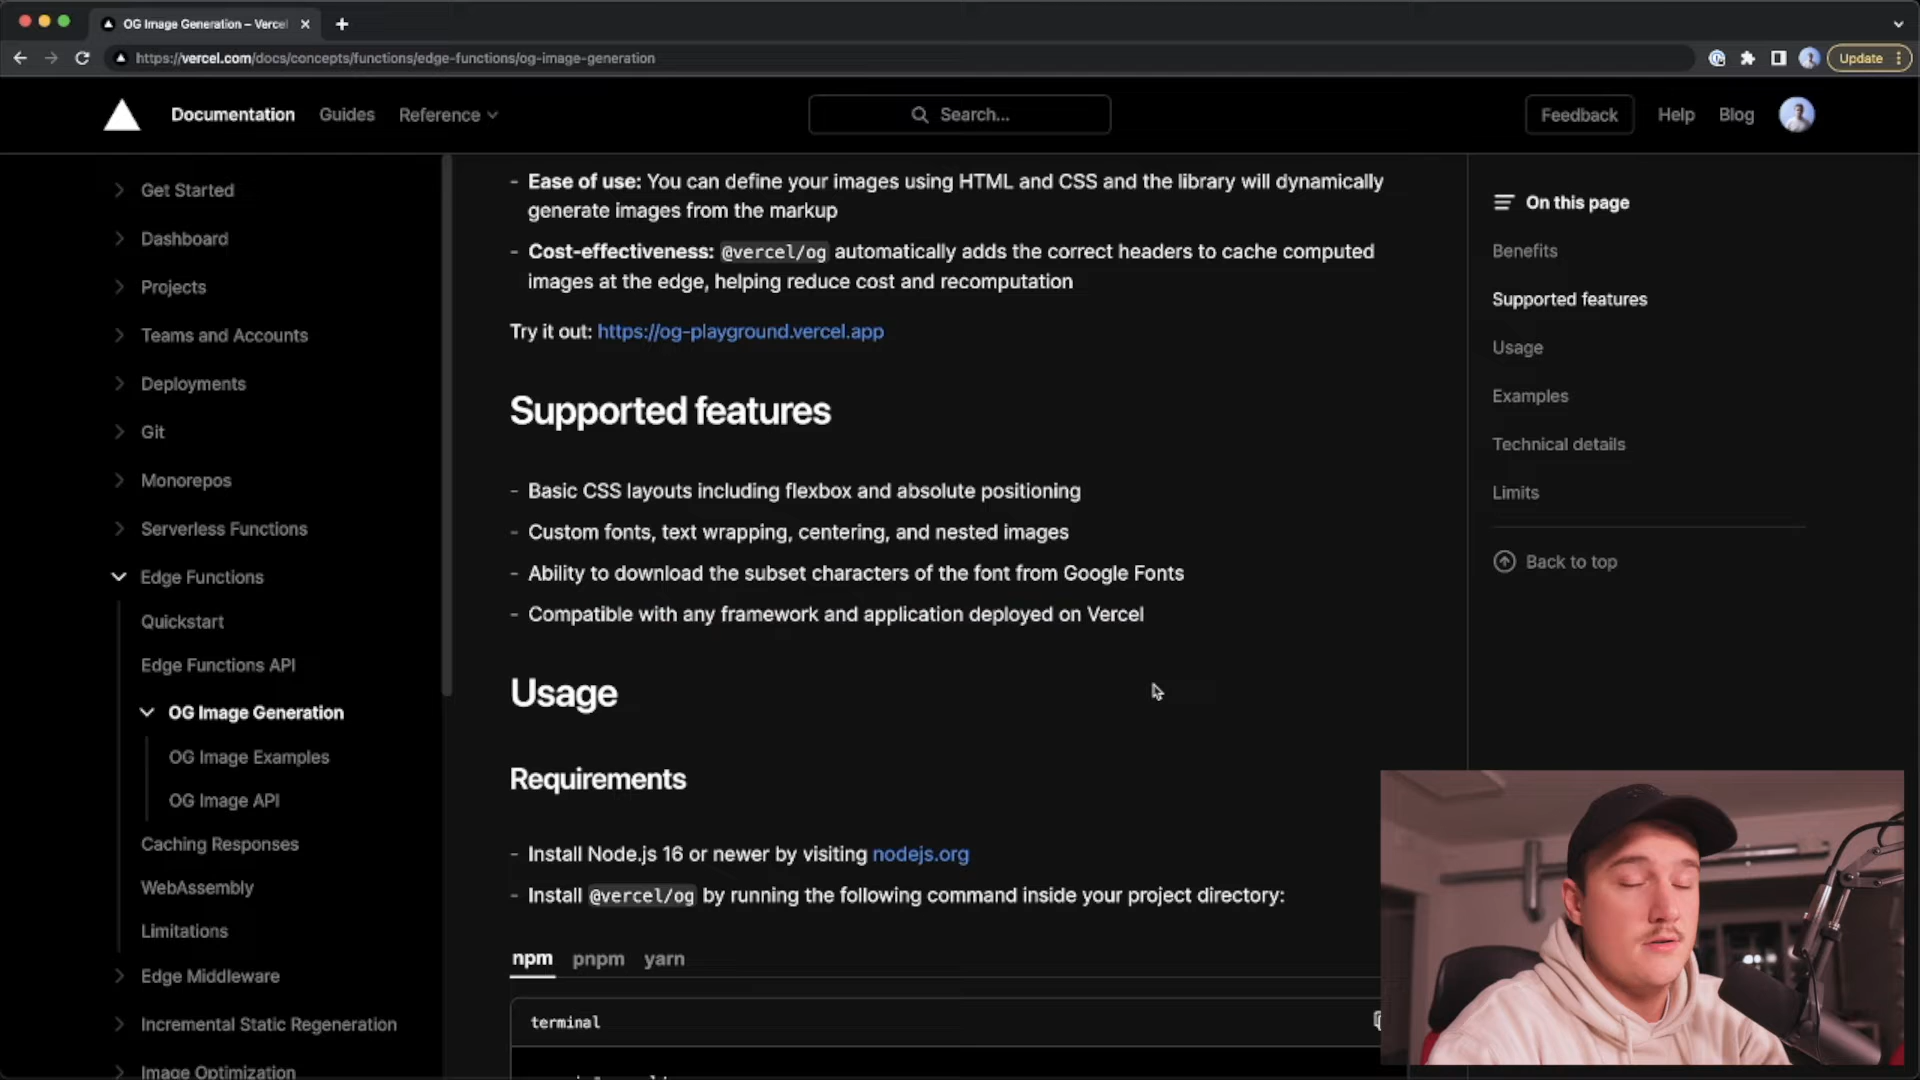 OG Image Generation – Verce
https://vercel.com/docs/concepts/functions/edge-functions/og-image-generation
Update
Documentation
Guides
Reference
Search...
Feedback
Help
Blog
Get Started
Dashboard
Projects
Teams and Accounts
Deployments
Git
Monorepos
Serverless Functions
Edge Functions
Quickstart
Edge Functions API
OG Image Generation
OG Image Examples
OG Image API
Caching Responses
WebAssembly
Limitations
Edge Middleware
Incremental Static Regeneration
Image Optimization
- Ease of use: You can define your images using HTML and CSS and the library will dynamically
generate images from the markup
- Cost-effectiveness: @vercel/og automatically adds the correct headers to cache computed
images at the edge, helping reduce cost and recomputation
Try it out: https://og-playground.vercel.app
Supported features
- Basic CSS layouts including flexbox and absolute positioning
- Custom fonts, text wrapping, centering, and nested images
- Ability to download the subset characters of the font from Google Fonts
- Compatible with any framework and application deployed on Vercel
Usage
Requirements
- Install Node.js 16 or newer by visiting nodejs.org
- Install @vercel/og by running the following command inside your project directory:
npm
pnpm
yarn
terminal
On this page
Benefits
Supported features
Usage
Examples
Technical details
Limits
Back to top